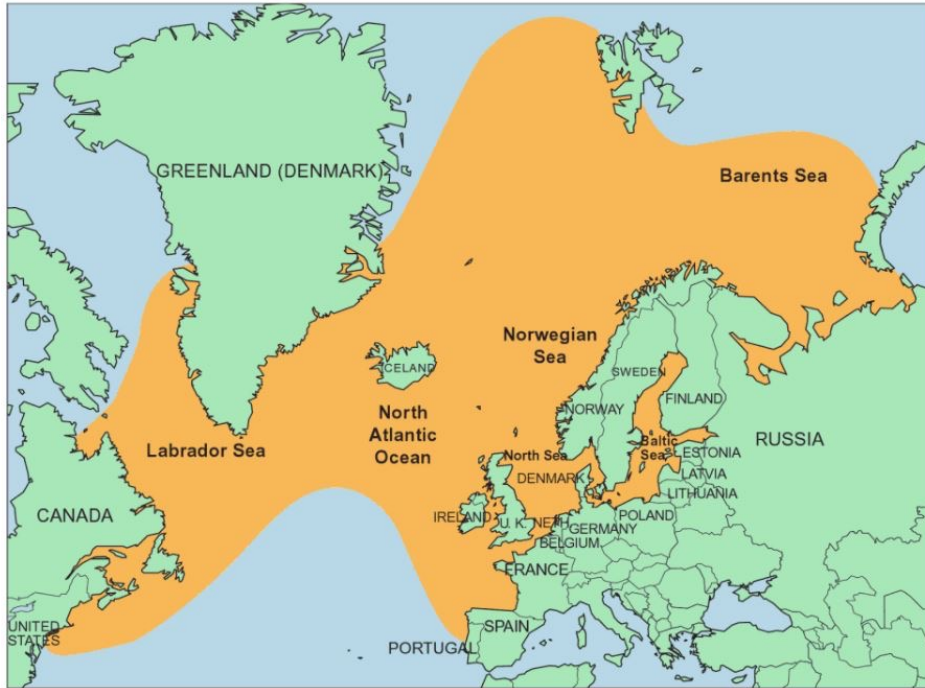 GREENLAND (DENMARK)
Barents Sea
Norwegian
Sea
ICELAND
SWEDEN
FINLAND
NORWAY
North
Atlantic
Ocean
Labrador Sea
North Sea
Baltic
Sea
RUSSIA
ESTONIA
DENMARK
LATVIA
LITHUANIA
CANADA
IRELAND
U. K.
NETH.
POLAND
GERMANY
BELGIUM
FRANCE
UNITED
STATES
SPAIN
PORTUGAL